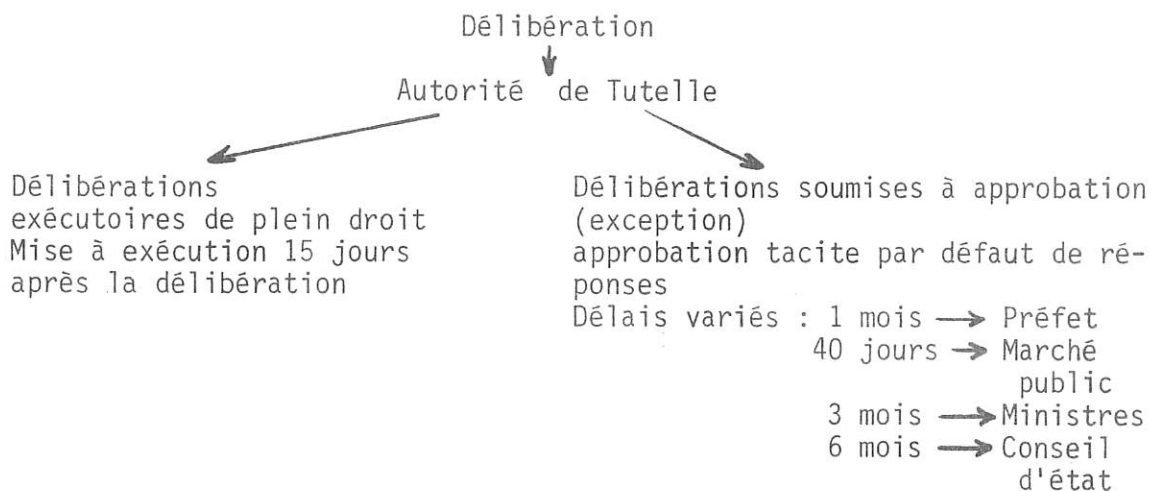 Délibération
Autorité de Tutelle
Délibérations
exécutoires de plein droit
Mise à exécution 15 jours
après la délibération
Délibérations soumises à approbation
(exception)
approbation tacite par défaut de ré-
ponses
Délais variés : 1 mois → Préfet
40 jours → Marché
public
3 mois → Ministres
6 mois → Conseil
d'état